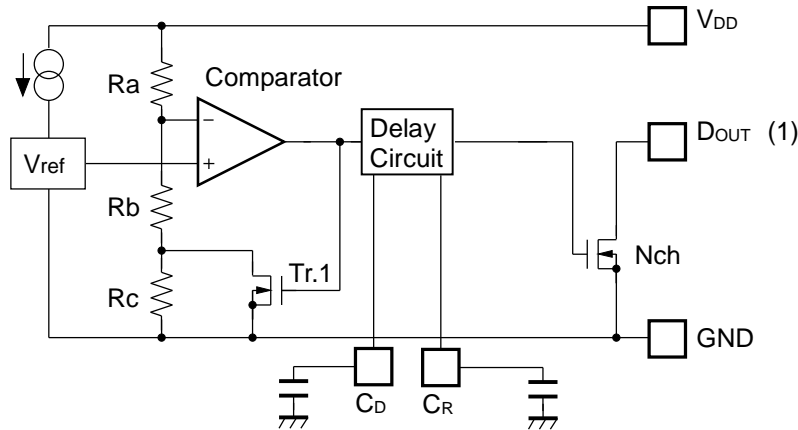 VDD
Ra
Comparator
−
+
Vref
Delay
Circuit
DOUT (1)
Rb
Tr.1
Nch
Rc
GND
CD
CR